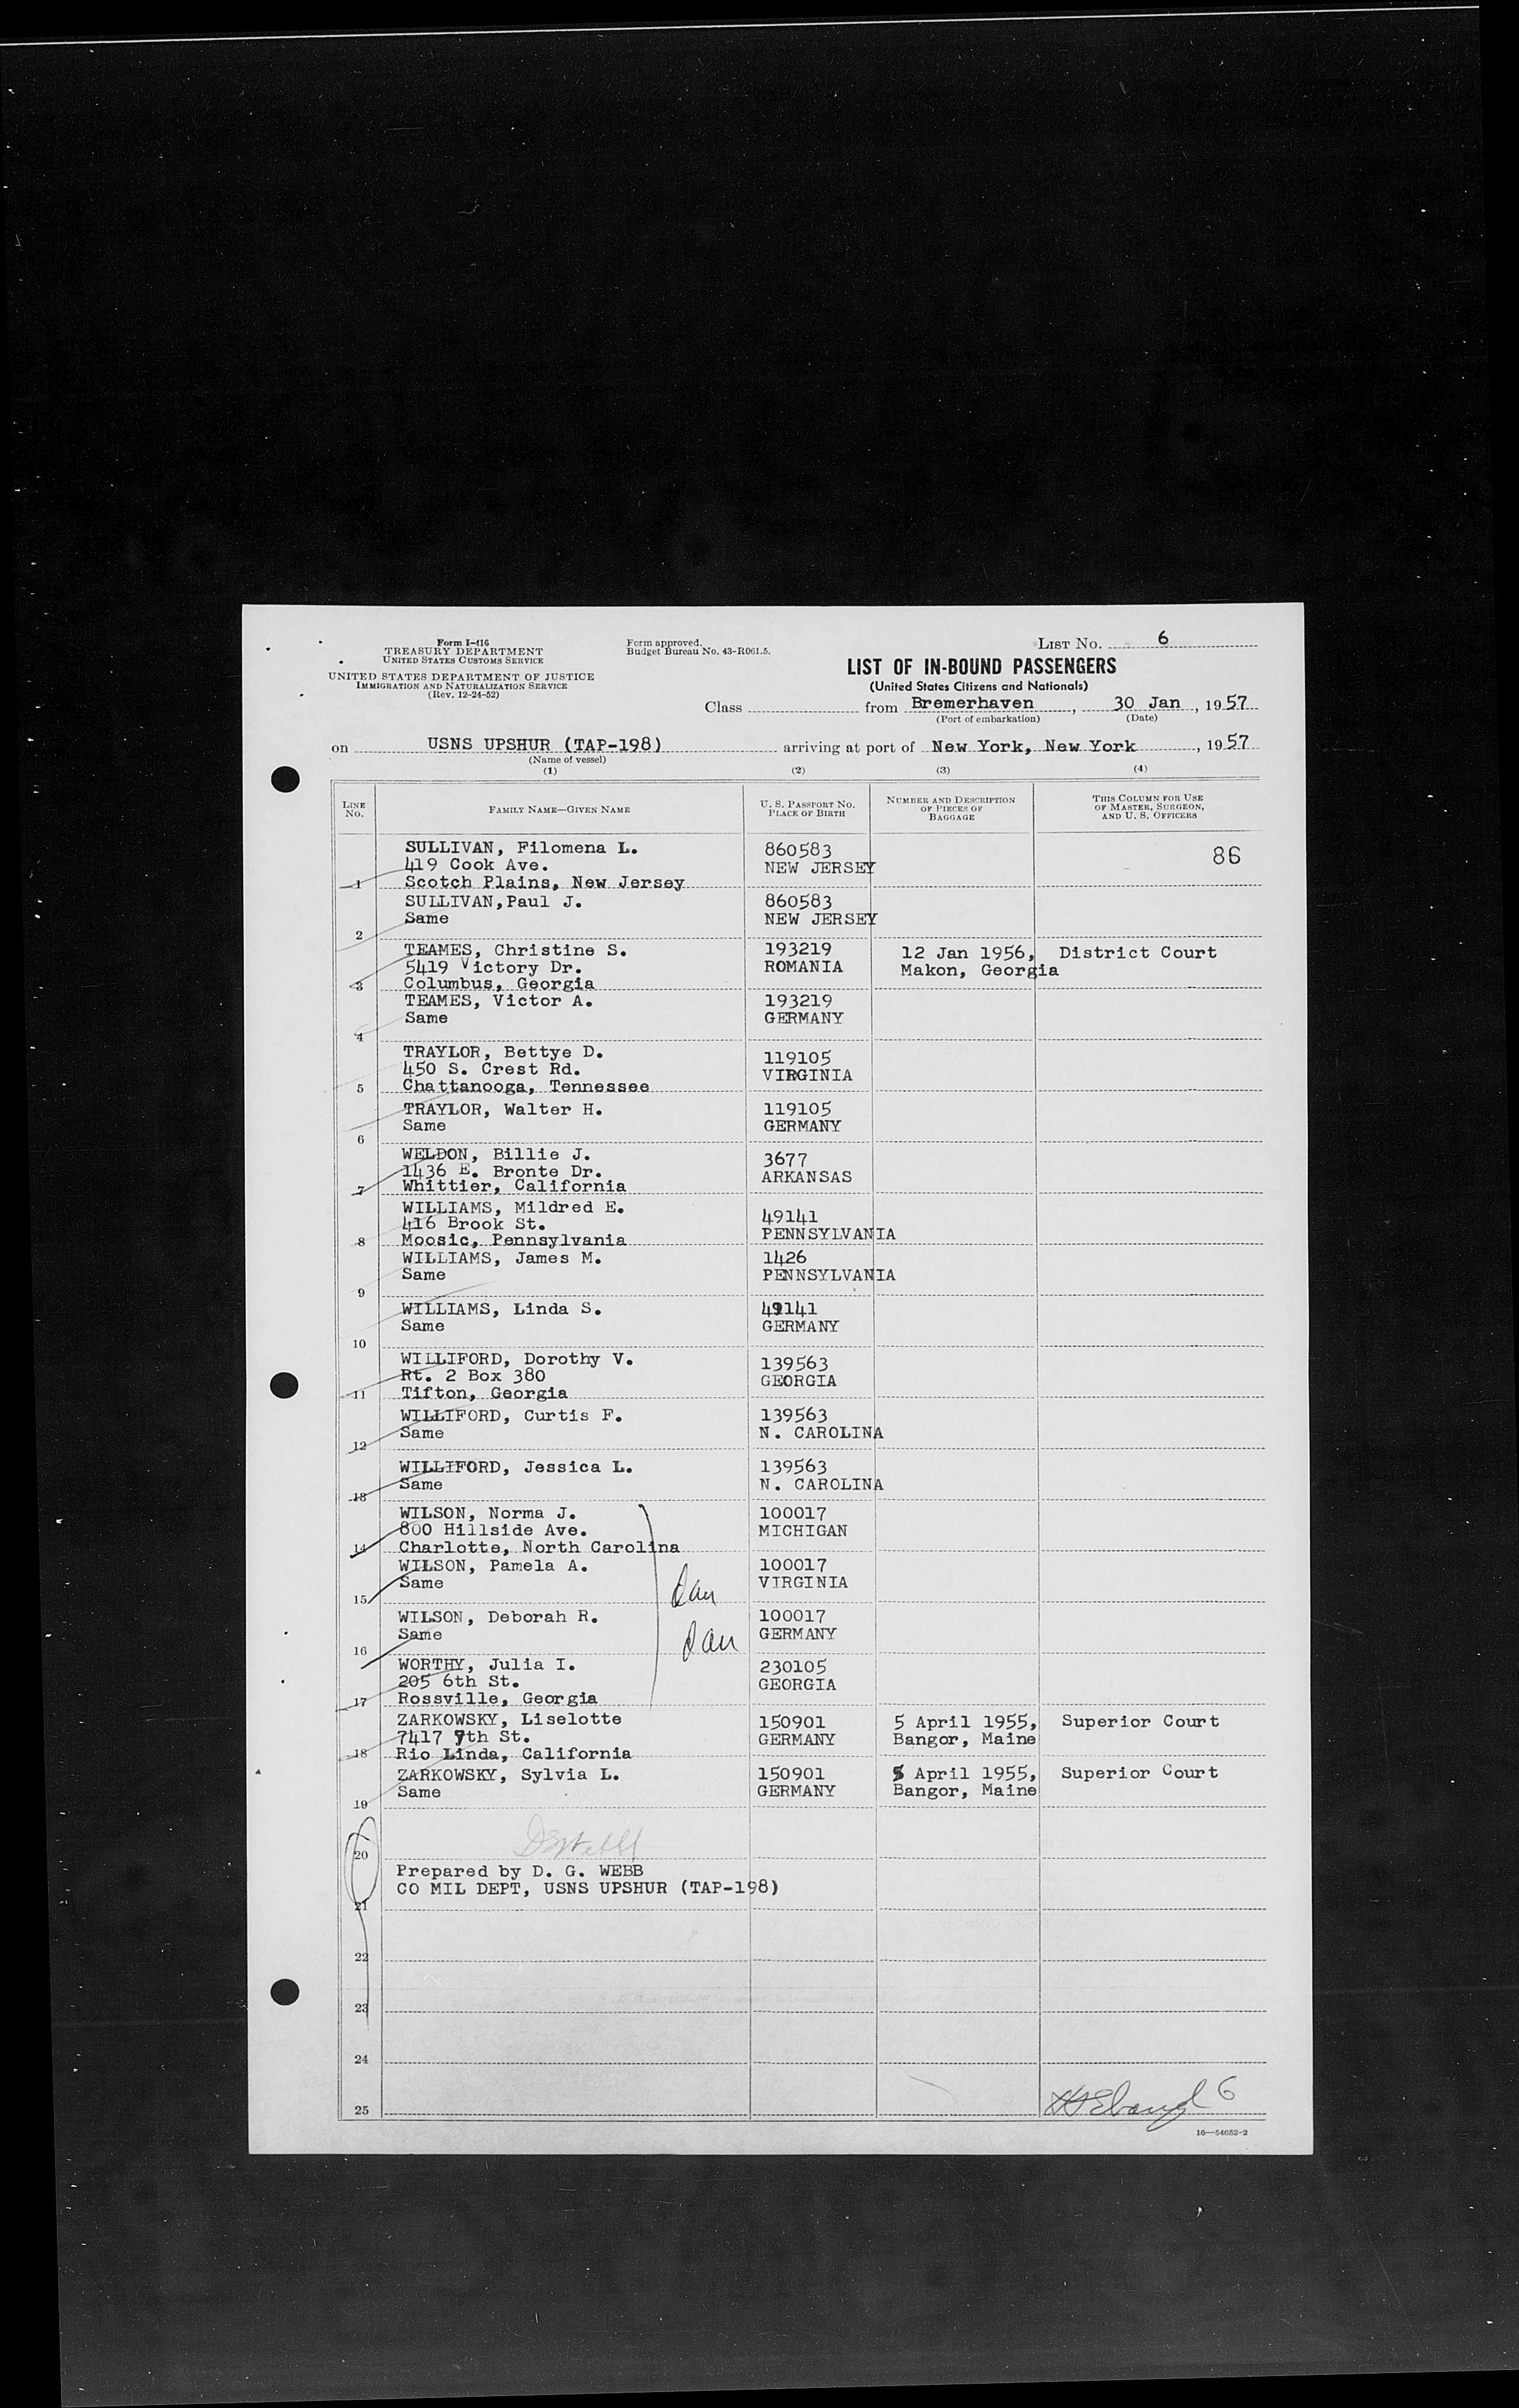 Form I-416
TREASURY DEPARTMENT
UNITED STATES CUSTOMS SERVICE
UNITED STATES DEPARTMENT OF JUSTICE
IMMIGRATION AND NATURALIZATION SERVICE
(Rev. 12-24-52)
Form approved.
Budget Bureau No. 43-R061.5.
LIST No. 6
LIST OF IN-BOUND PASSENGERS
(United States Citizens and Nationals)
Class from Bremerhaven, 30 Jan, 1957
(Port of embarkation) (Date)
on USNS UPSHUR (TAP-198) arriving at port of New York, New York, 1957
(Name of vessel)
(1) (2) (3) (4)
LINE No. FAMILY NAME—GIVEN NAME U. S. PASSPORT NO. PLACE OF BIRTH NUMBER AND DESCRIPTION OF PIECES OF BAGGAGE THIS COLUMN FOR USE OF MASTER, SURGEON, AND U. S. OFFICERS
SULLIVAN, Filomena L. 860583 86
419 Cook Ave. NEW JERSEY
1 Scotch Plains, New Jersey
SULLIVAN,Paul J. 860583
Same NEW JERSEY
2
TEAMES, Christine S. 193219 12 Jan 1956, District Court
5419 Victory Dr. ROMANIA Makon, Georgia
3 Columbus, Georgia
TEAMES, Victor A. 193219
Same GERMANY
4
TRAYLOR, Bettye D. 119105
450 S. Crest Rd. VIRGINIA
5 Chattanooga, Tennessee
TRAYLOR, Walter H. 119105
Same GERMANY
6
WELDON, Billie J. 3677
1436 E. Bronte Dr. ARKANSAS
7 Whittier, California
WILLIAMS, Mildred E. 49141
416 Brook St. PENNSYLVANIA
8 Moosic, Pennsylvania
WILLIAMS, James M. 1426
Same PENNSYLVANIA
9
WILLIAMS, Linda S. 49141
Same GERMANY
10
WILLIFORD, Dorothy V. 139563
Rt. 2 Box 380 GEORGIA
11 Tifton, Georgia
WILLIFORD, Curtis F. 139563
Same N. CAROLINA
12
WILLIFORD, Jessica L. 139563
Same N. CAROLINA
13
WILSON, Norma J. 100017
800 Hillside Ave. MICHIGAN
14 Charlotte, North Carolina
WILSON, Pamela A. 100017
Same VIRGINIA
15
WILSON, Deborah R. 100017
Same GERMANY
16
WORTHY, Julia I. 230105
205 6th St. GEORGIA
17 Rossville, Georgia
ZARKOWSKY, Liselotte 150901 5 April 1955, Superior Court
7417 7th St. GERMANY Bangor, Maine
18 Rio Linda, California
ZARKOWSKY, Sylvia L. 150901 5 April 1955, Superior Court
Same GERMANY Bangor, Maine
19
20
Prepared by D. G. WEBB
CO MIL DEPT, USNS UPSHUR (TAP-198)
21
22
23
24
6
25
16—54652-2